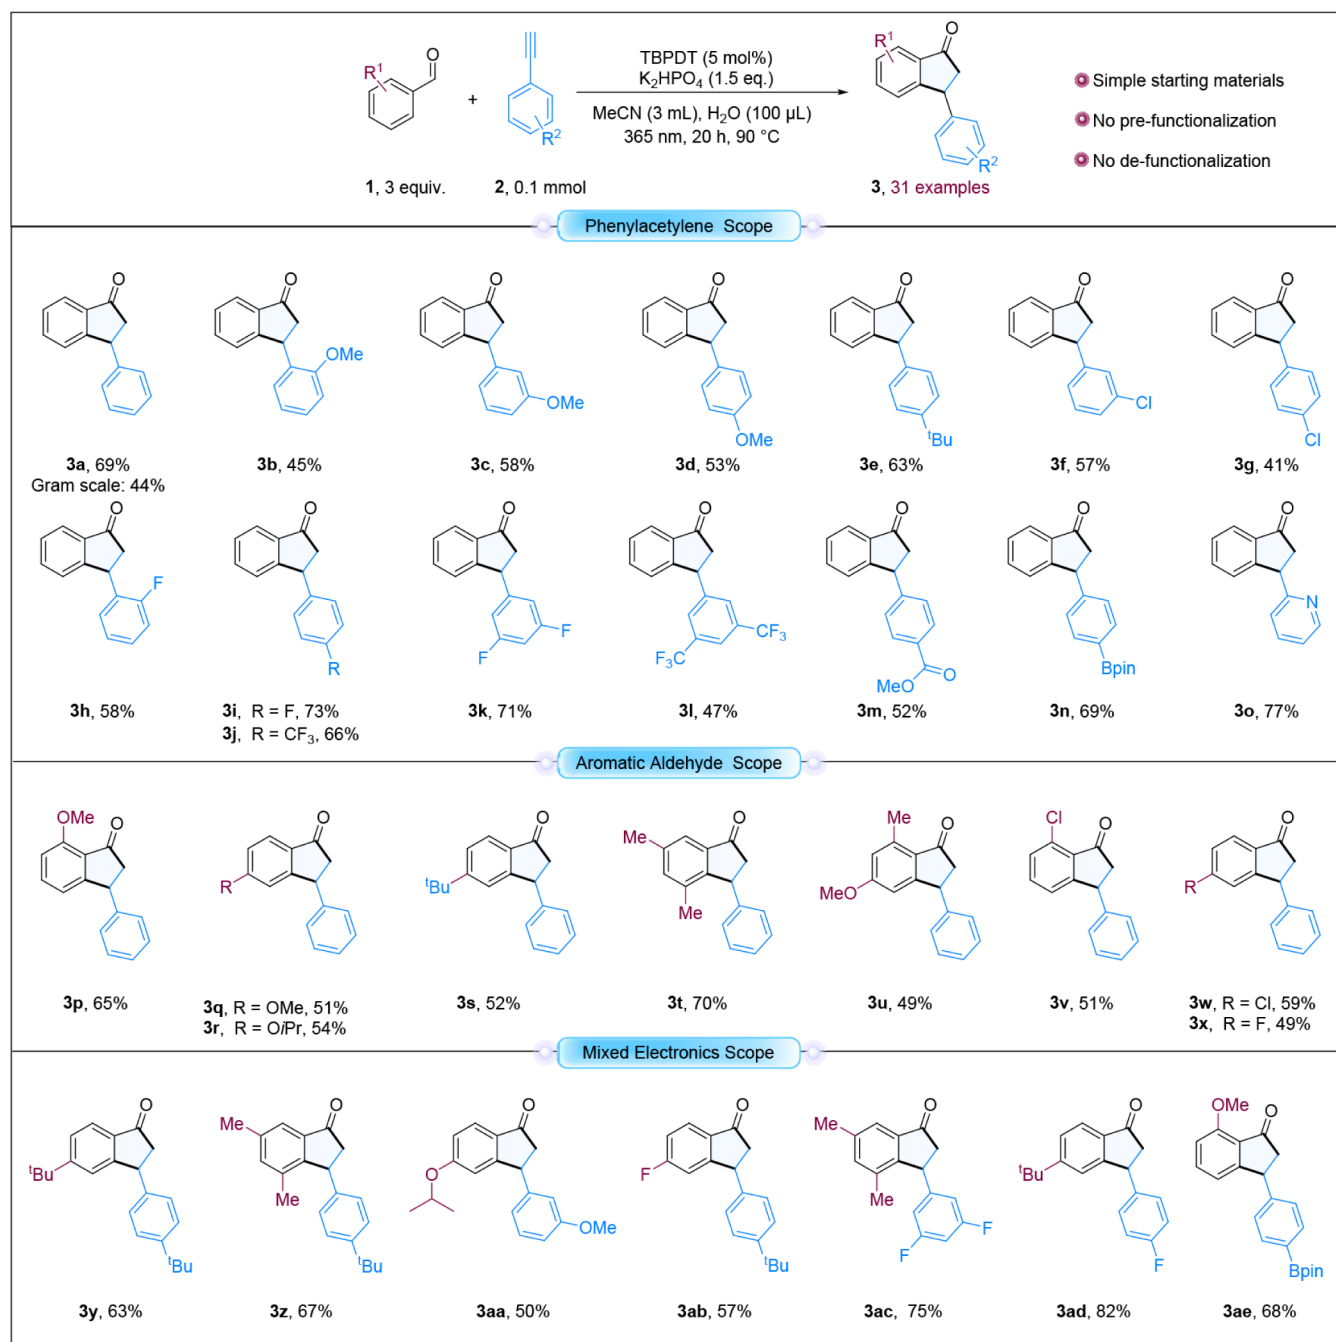 R¹
O
1, 3 equiv.
+
R²
2, 0.1 mmol
TBPDT (5 mol%)
K₂HPO₄ (1.5 eq.)
MeCN (3 mL), H₂O (100 µL)
365 nm, 20 h, 90 °C
R¹
O
R²
3, 31 examples
Simple starting materials
No pre-functionalization
No de-functionalization
Phenylacetylene Scope
O
3a, 69%
Gram scale: 44%
O
OMe
3b, 45%
O
OMe
3c, 58%
O
OMe
3d, 53%
O
ᵗBu
3e, 63%
O
Cl
3f, 57%
O
Cl
3g, 41%
O
F
3h, 58%
O
R
3i, R = F, 73%
3j, R = CF₃, 66%
O
F
F
3k, 71%
O
CF₃
F₃C
3l, 47%
O
MeO
O
3m, 52%
O
Bpin
3n, 69%
O
N
3o, 77%
Aromatic Aldehyde Scope
OMe
O
3p, 65%
O
R
3q, R = OMe, 51%
3r, R = OiPr, 54%
O
ᵗBu
3s, 52%
Me
O
Me
3t, 70%
Me
O
MeO
3u, 49%
Cl
O
3v, 51%
O
R
3w, R = Cl, 59%
3x, R = F, 49%
Mixed Electronics Scope
O
ᵗBu
ᵗBu
3y, 63%
Me
O
Me
ᵗBu
3z, 67%
O
O
OMe
3aa, 50%
O
F
ᵗBu
3ab, 57%
Me
O
Me
F
F
3ac, 75%
O
ᵗBu
F
3ad, 82%
OMe
O
Bpin
3ae, 68%